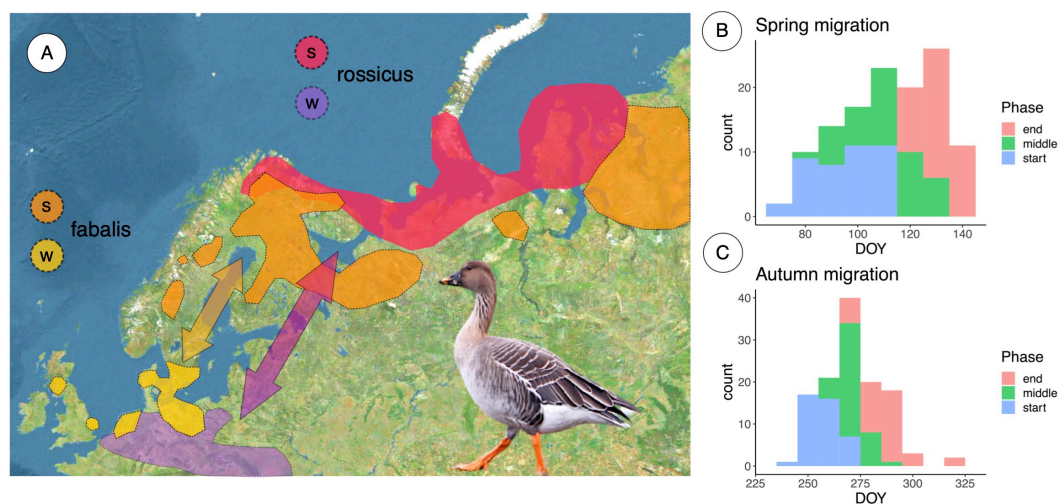 A
S
rossicus
W
S
fabalis
W
B
Spring migration
20
10
0
count
80
100
120
140
DOY
Phase
end
middle
start
C
Autumn migration
40
30
20
10
0
count
225
250
275
300
325
DOY
Phase
end
middle
start